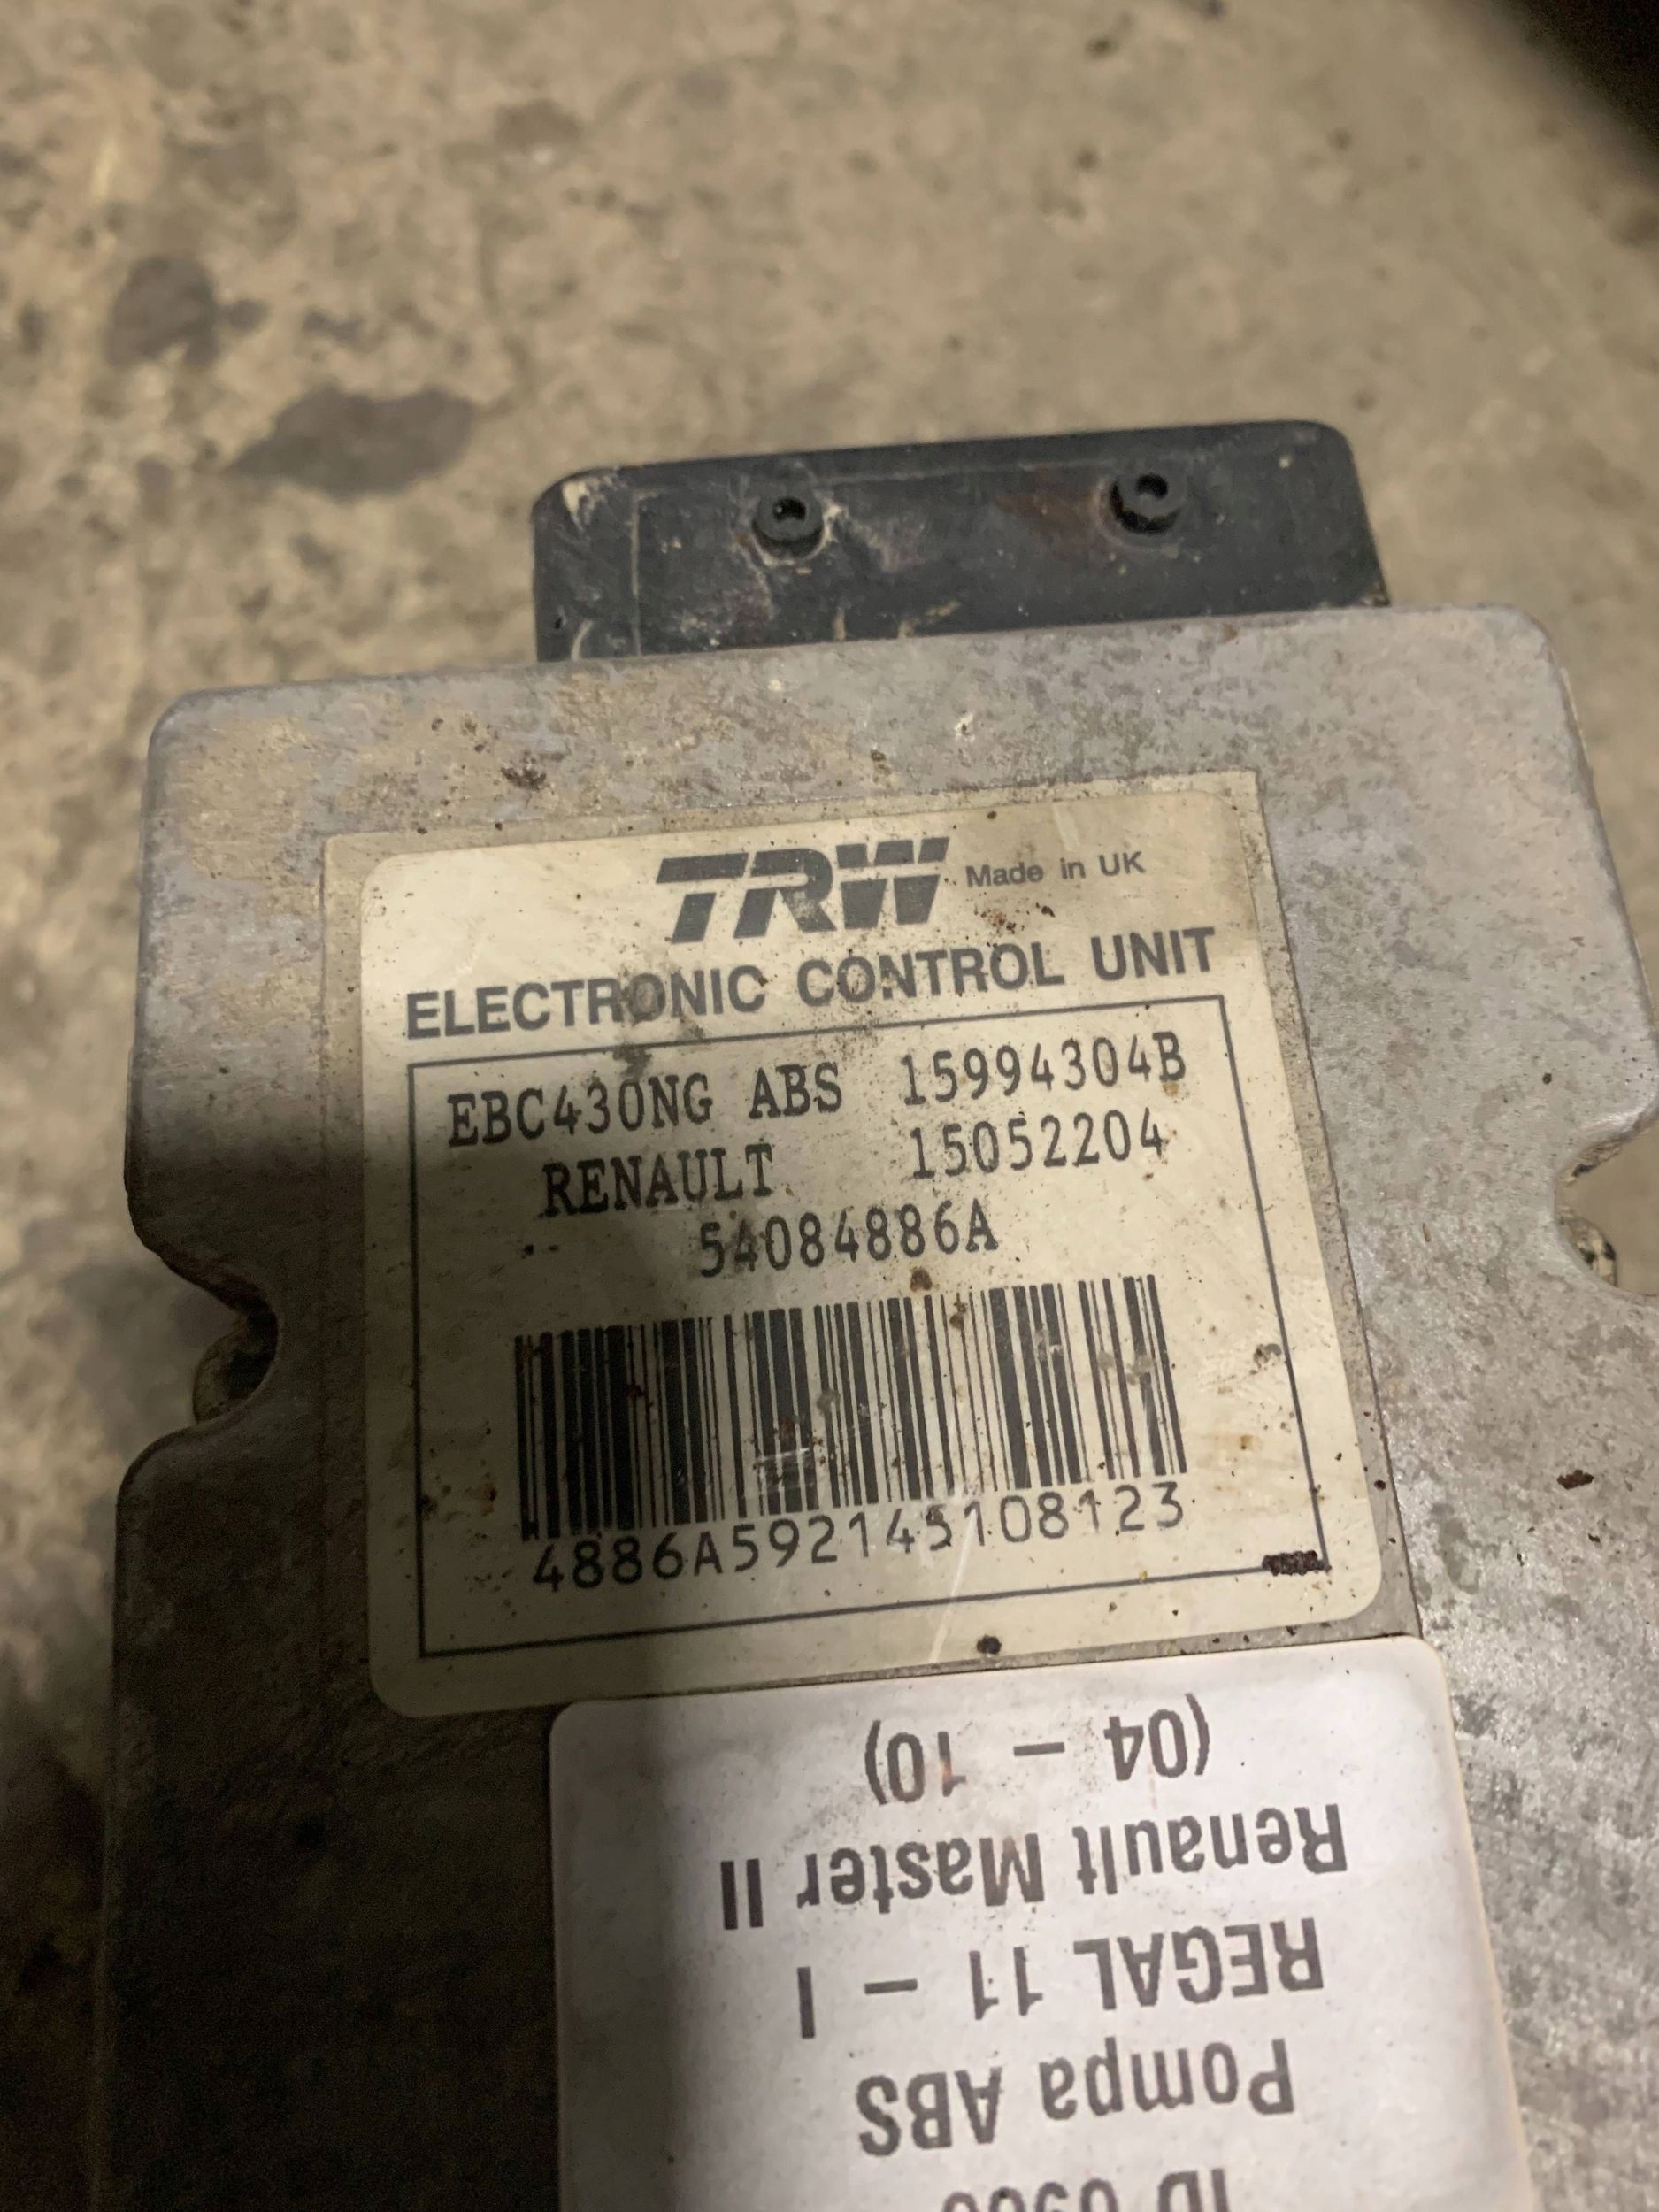 TRW Made in UK
ELECTRONIC CONTROL UNIT
EBC430NG ABS 15994304B
RENAULT 15052204
54084886A
4886A592145108123
ID
Pompa ABS
REGAL 11 – I
Renault Master II
(04 – 10)